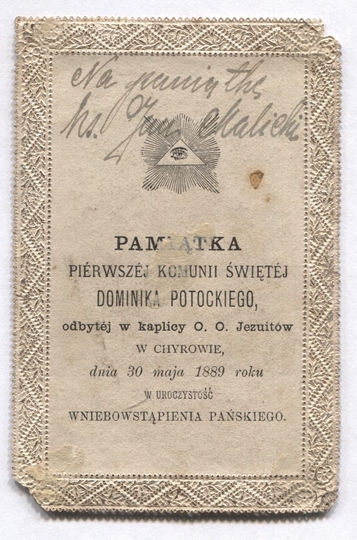 Na pamiątkę
ks. Jan Malicki
PAMIĄTKA
PIÉRWSZÉJ KOMUNII ŚWIĘTÉJ
DOMINIKA POTOCKIEGO,
odbytéj w kaplicy O. O. Jezuitów
W CHYROWIE,
dnia 30 maja 1889 roku
W UROCZYSTOŚĆ
WNIEBOWSTĄPIENIA PAŃSKIEGO.